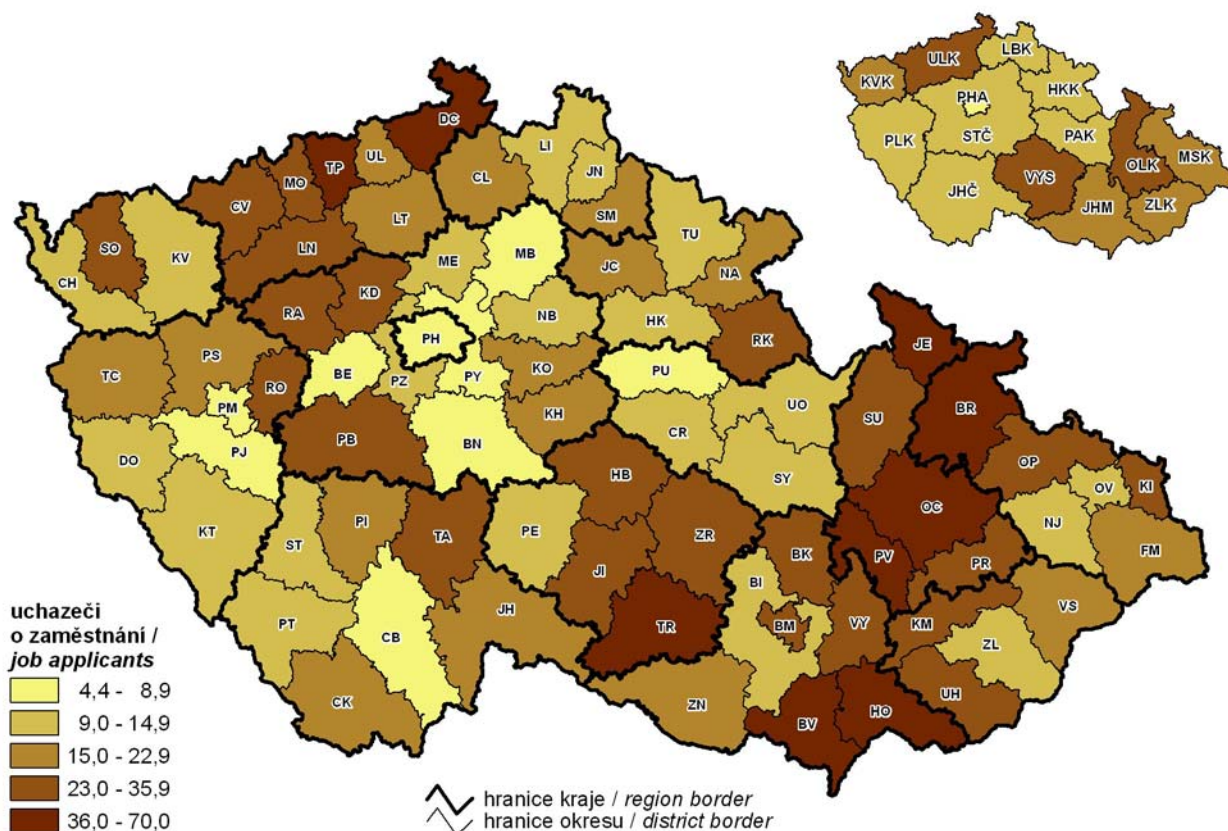 LBK
ULK
KVK
HKK
PHA
STČ
PAK
PLK
OLK
MSK
VYS
JHČ
JHM
ZLK
DC
TP
UL
LI
MO
JN
CL
CV
LT
SM
TU
SO
KV
LN
MB
ME
JC
NA
CH
KD
RA
NB
HK
PH
RK
JE
PS
BE
PZ
PY
KO
PU
TC
RO
PM
KH
UO
SU
BR
PJ
PB
BN
CR
DO
HB
SY
OP
OV
KI
OC
NJ
KT
ST
PI
TA
PE
ZR
BK
PV
PR
FM
JI
BI
VS
PT
CB
JH
TR
BM
VY
KM
ZL
CK
ZN
UH
BV
HO
uchazeči
o zaměstnání /
job applicants
4,4 - 8,9
9,0 - 14,9
15,0 - 22,9
23,0 - 35,9
36,0 - 70,0
hranice kraje / region border
hranice okresu / district border